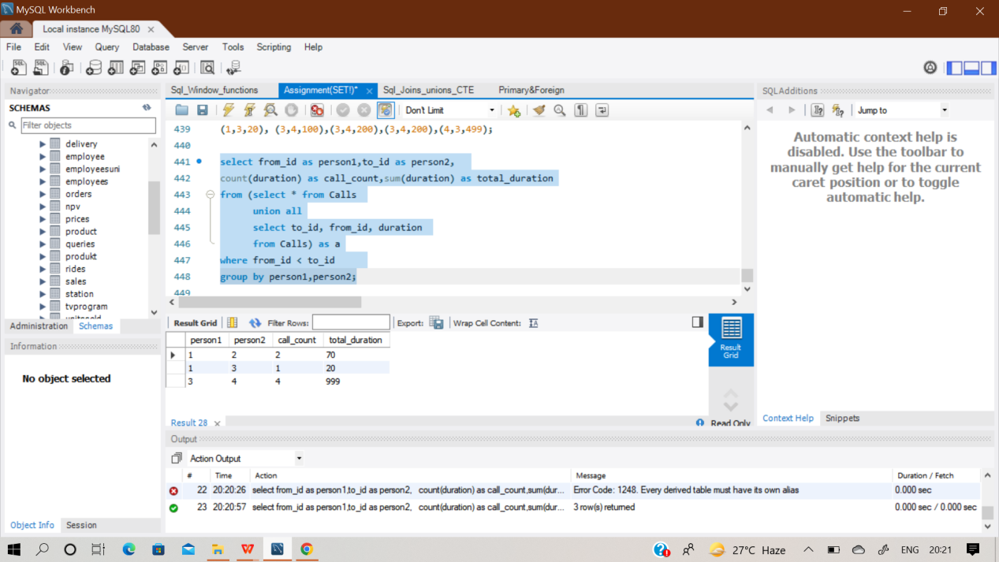 MySQL Workbench
Local instance MySQL80
File Edit View Query Database Server Tools Scripting Help
Navigator
SCHEMAS
Filter objects
delivery
employee
employeesuni
employees
orders
npv
prices
product
queries
produkt
rides
sales
station
tvprogram
Administration Schemas
Information
No object selected
Object Info Session
Sql_Window_functions Assignment(SET!)* Sql_Joins_unions_CTE Primary&Foreign
Don't Limit
439 (1,3,20), (3,4,100),(3,4,200),(3,4,200),(4,3,499);
440
441 select from_id as person1,to_id as person2,
442 count(duration) as call_count,sum(duration) as total_duration
443 from (select * from Calls
444 union all
445 select to_id, from_id, duration
446 from Calls) as a
447 where from_id < to_id
448 group by person1,person2;
449
Result Grid Filter Rows: Export: Wrap Cell Content:
person1 person2 call_count total_duration
1 2 2 70
1 3 1 20
3 4 4 999
Result Grid
Result 28 Read Only
Output
Action Output
# Time Action Message Duration / Fetch
22 20:20:26 select from_id as person1,to_id as person2, count(duration) as call_count,sum(dur... Error Code: 1248. Every derived table must have its own alias 0.000 sec
23 20:20:57 select from_id as person1,to_id as person2, count(duration) as call_count,sum(dur... 3 row(s) returned 0.000 sec / 0.000 sec
SQLAdditions
Jump to
Automatic context help is
disabled. Use the toolbar to
manually get help for the current
caret position or to toggle
automatic help.
Context Help Snippets
27°C Haze ENG 20:21